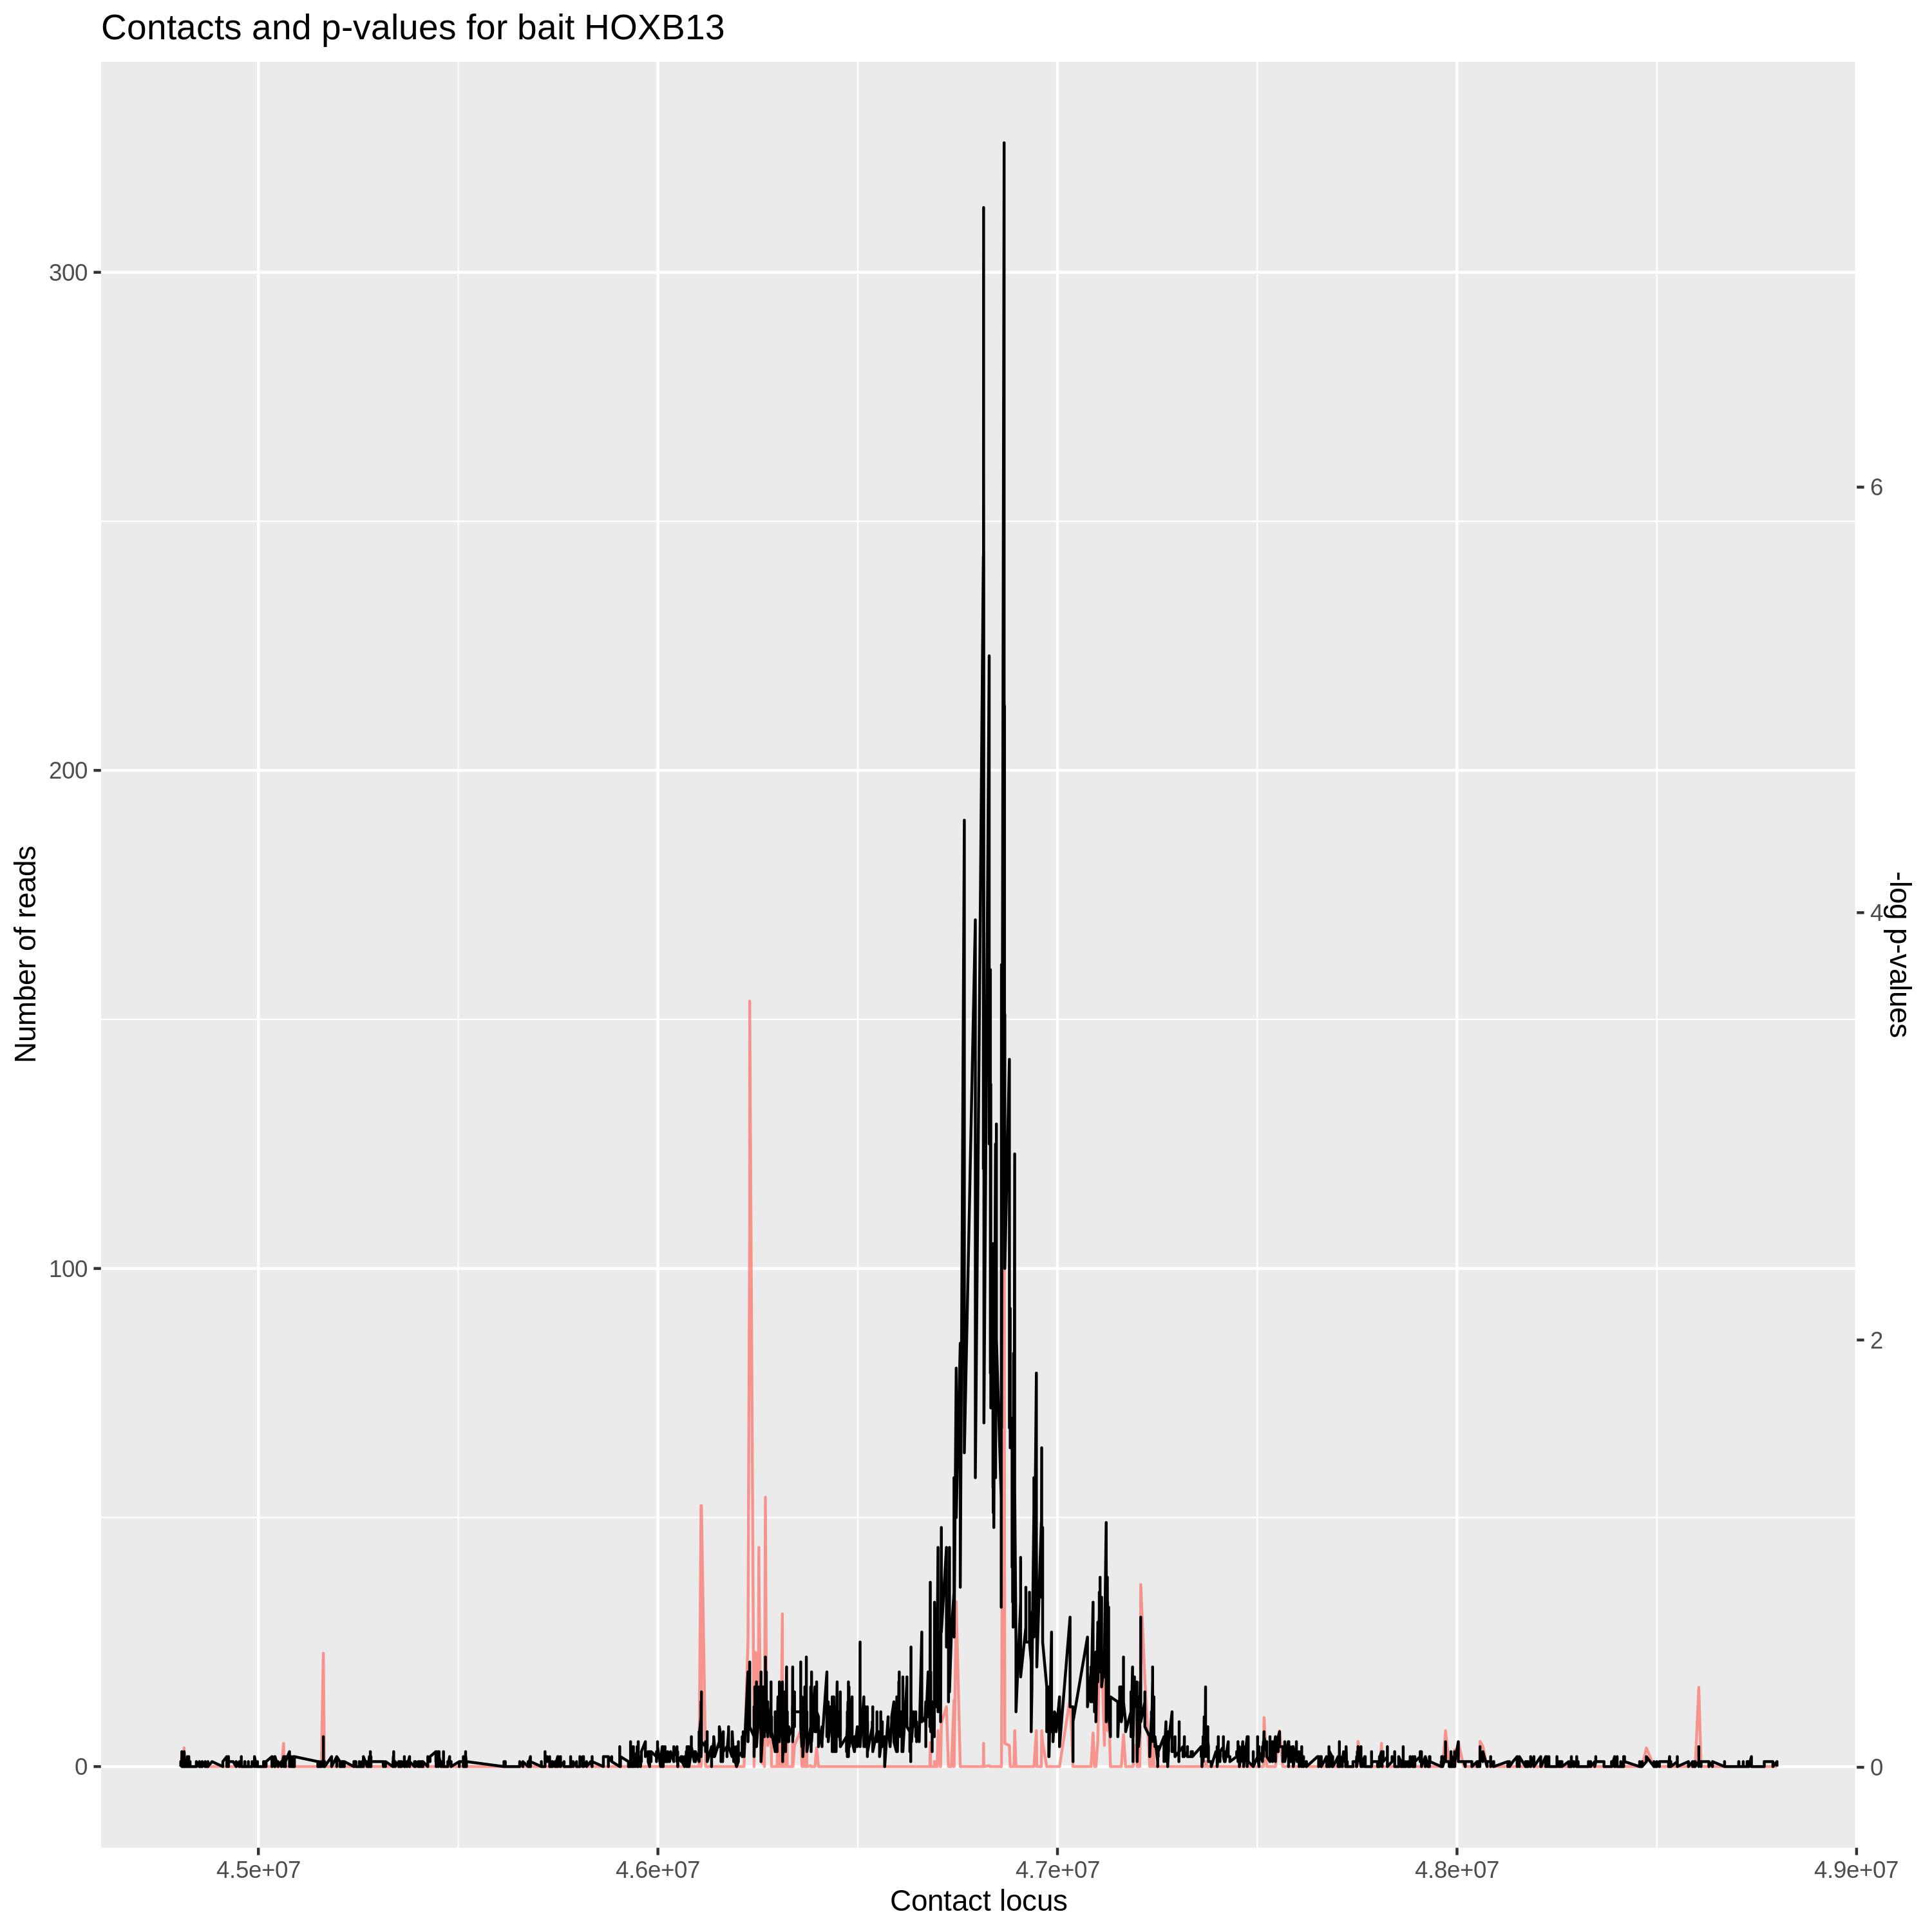 Contacts and p-values for bait HOXB13
300
200
100
0
Number of reads
6
4
2
0
-log p-values
4.5e+07
4.6e+07
4.7e+07
4.8e+07
4.9e+07
Contact locus